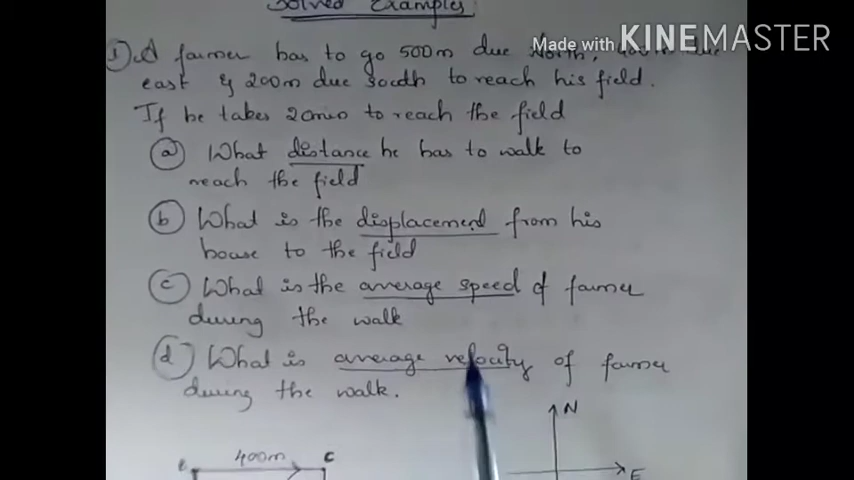 Solved Examples
Made with KINEMASTER
1) A farmer has to go 500m due North, 400m due
east & 200m due south to reach his field.
If he takes 20min to reach the field
(a) What distance he has to walk to
reach the field
(b) What is the displacement from his
house to the field
(c) What is the average speed of farmer
during the walk
(d) What is average velocity of farmer
during the walk.
N
400m C
E